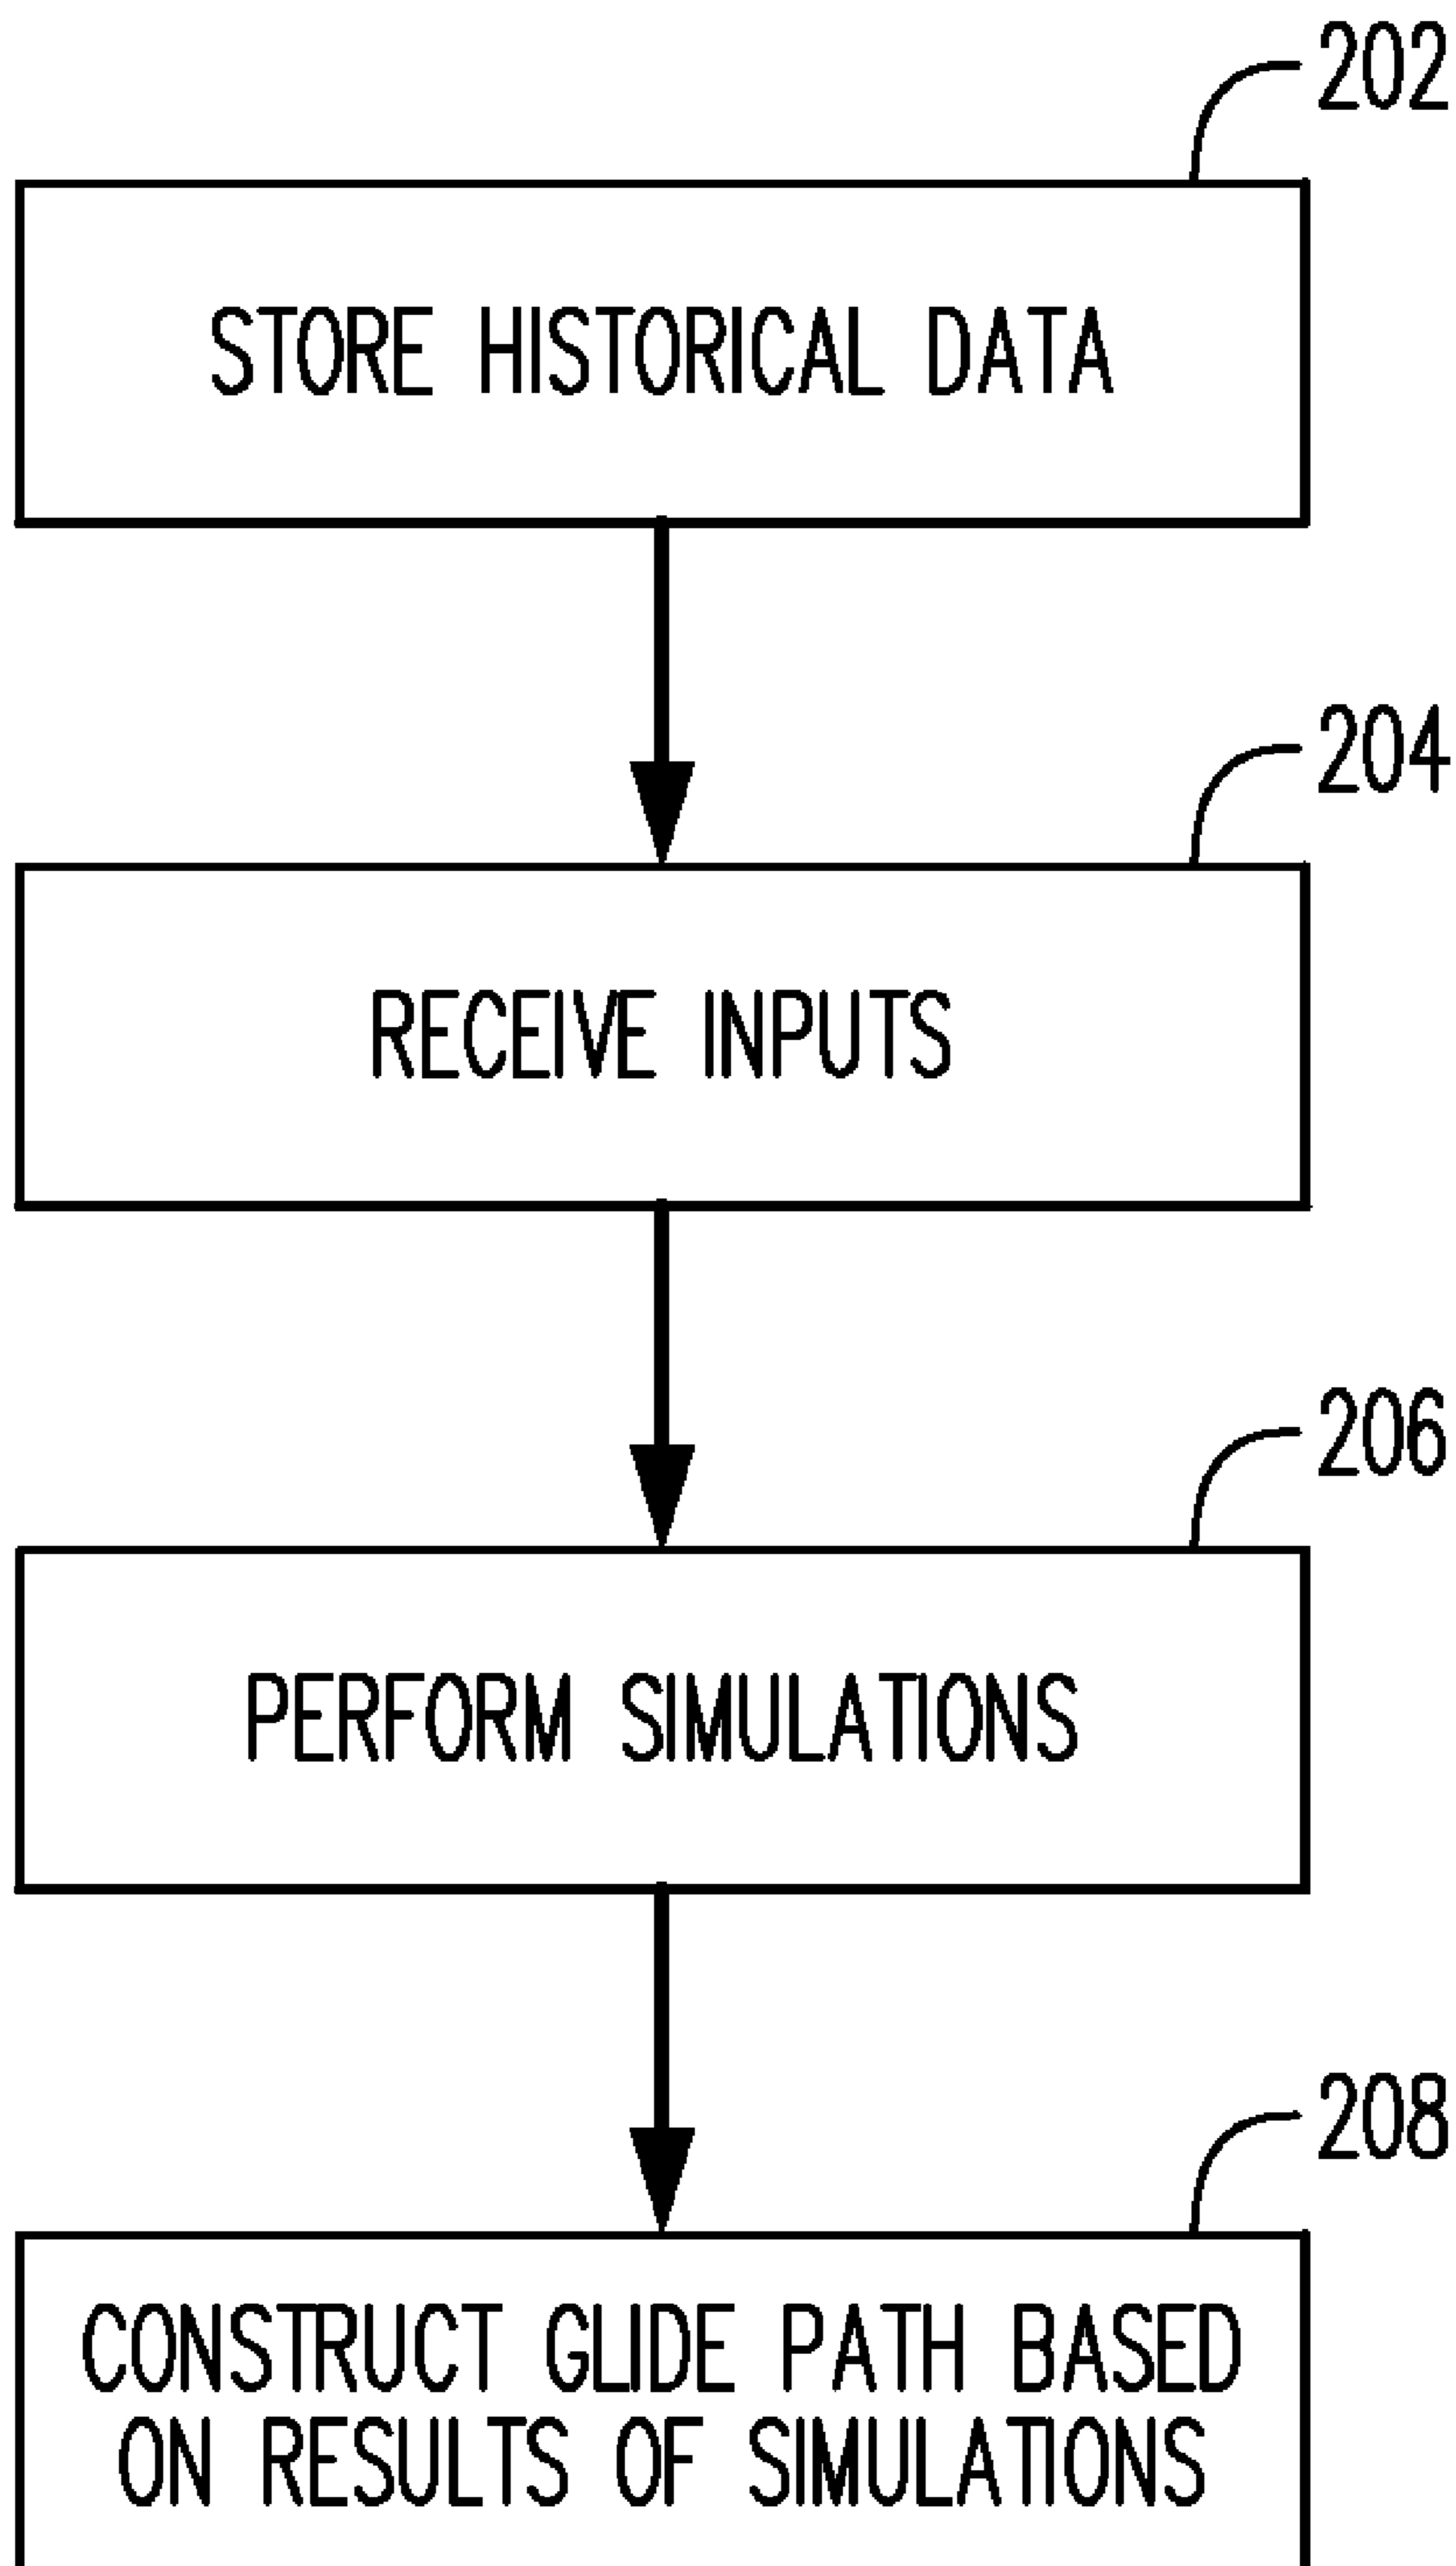 202
STORE HISTORICAL DATA
204
RECEIVE INPUTS
206
PERFORM SIMULATIONS
208
CONSTRUCT GLIDE PATH BASED
ON RESULTS OF SIMULATIONS